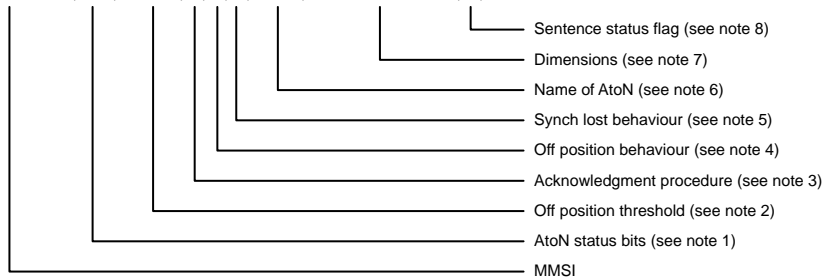 Sentence status flag (see note 8)
Dimensions (see note 7)
Name of AtoN (see note 6)
Synch lost behaviour (see note 5)
Off position behaviour (see note 4)
Acknowledgment procedure (see note 3)
Off position threshold (see note 2)
AtoN status bits (see note 1)
MMSI